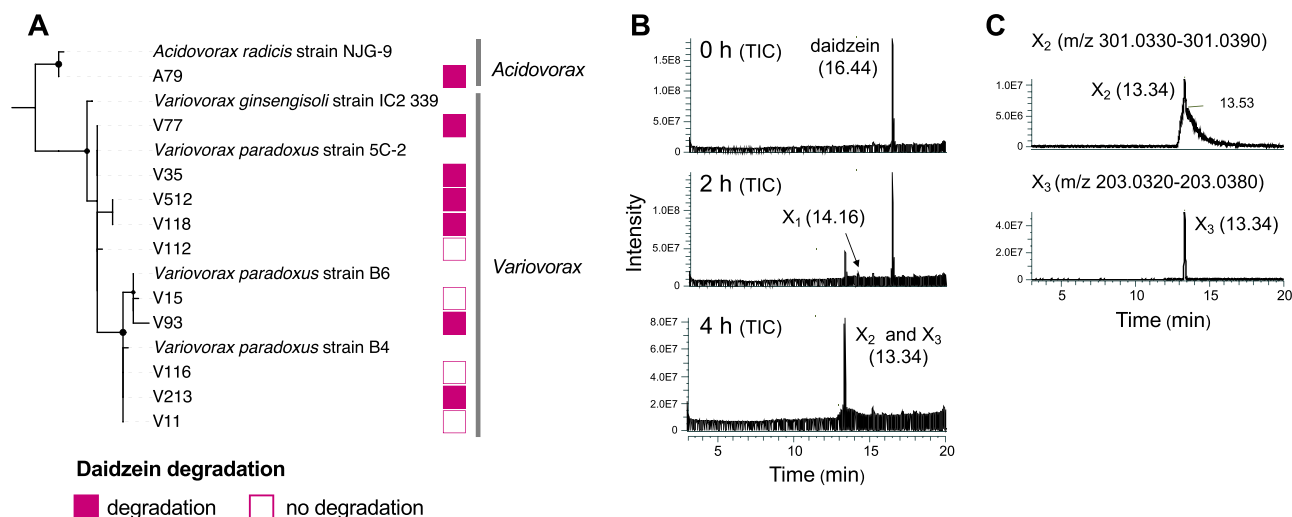 A
Acidovorax radicis strain NJG-9
A79
Acidovorax
Variovorax ginsengisoli strain IC2 339
V77
Variovorax paradoxus strain 5C-2
V35
V512
V118
V112
Variovorax paradoxus strain B6
Variovorax
V15
V93
Variovorax paradoxus strain B4
V116
V213
V11
Daidzein degradation
degradation
no degradation
B
0 h (TIC)
daidzein
(16.44)
1.5E8
1.0E8
5.0E7
0
2 h (TIC)
X₁ (14.16)
1.0E8
5.0E7
0
Intensity
4 h (TIC)
X₂ and X₃
(13.34)
8.0E7
6.0E7
4.0E7
2.0E7
0
5 10 15 20
Time (min)
C
X₂ (m/z 301.0330-301.0390)
X₂ (13.34)
13.53
1.0E7
5.0E6
0
X₃ (m/z 203.0320-203.0380)
X₃ (13.34)
4.0E7
2.0E7
0
5 10 15 20
Time (min)